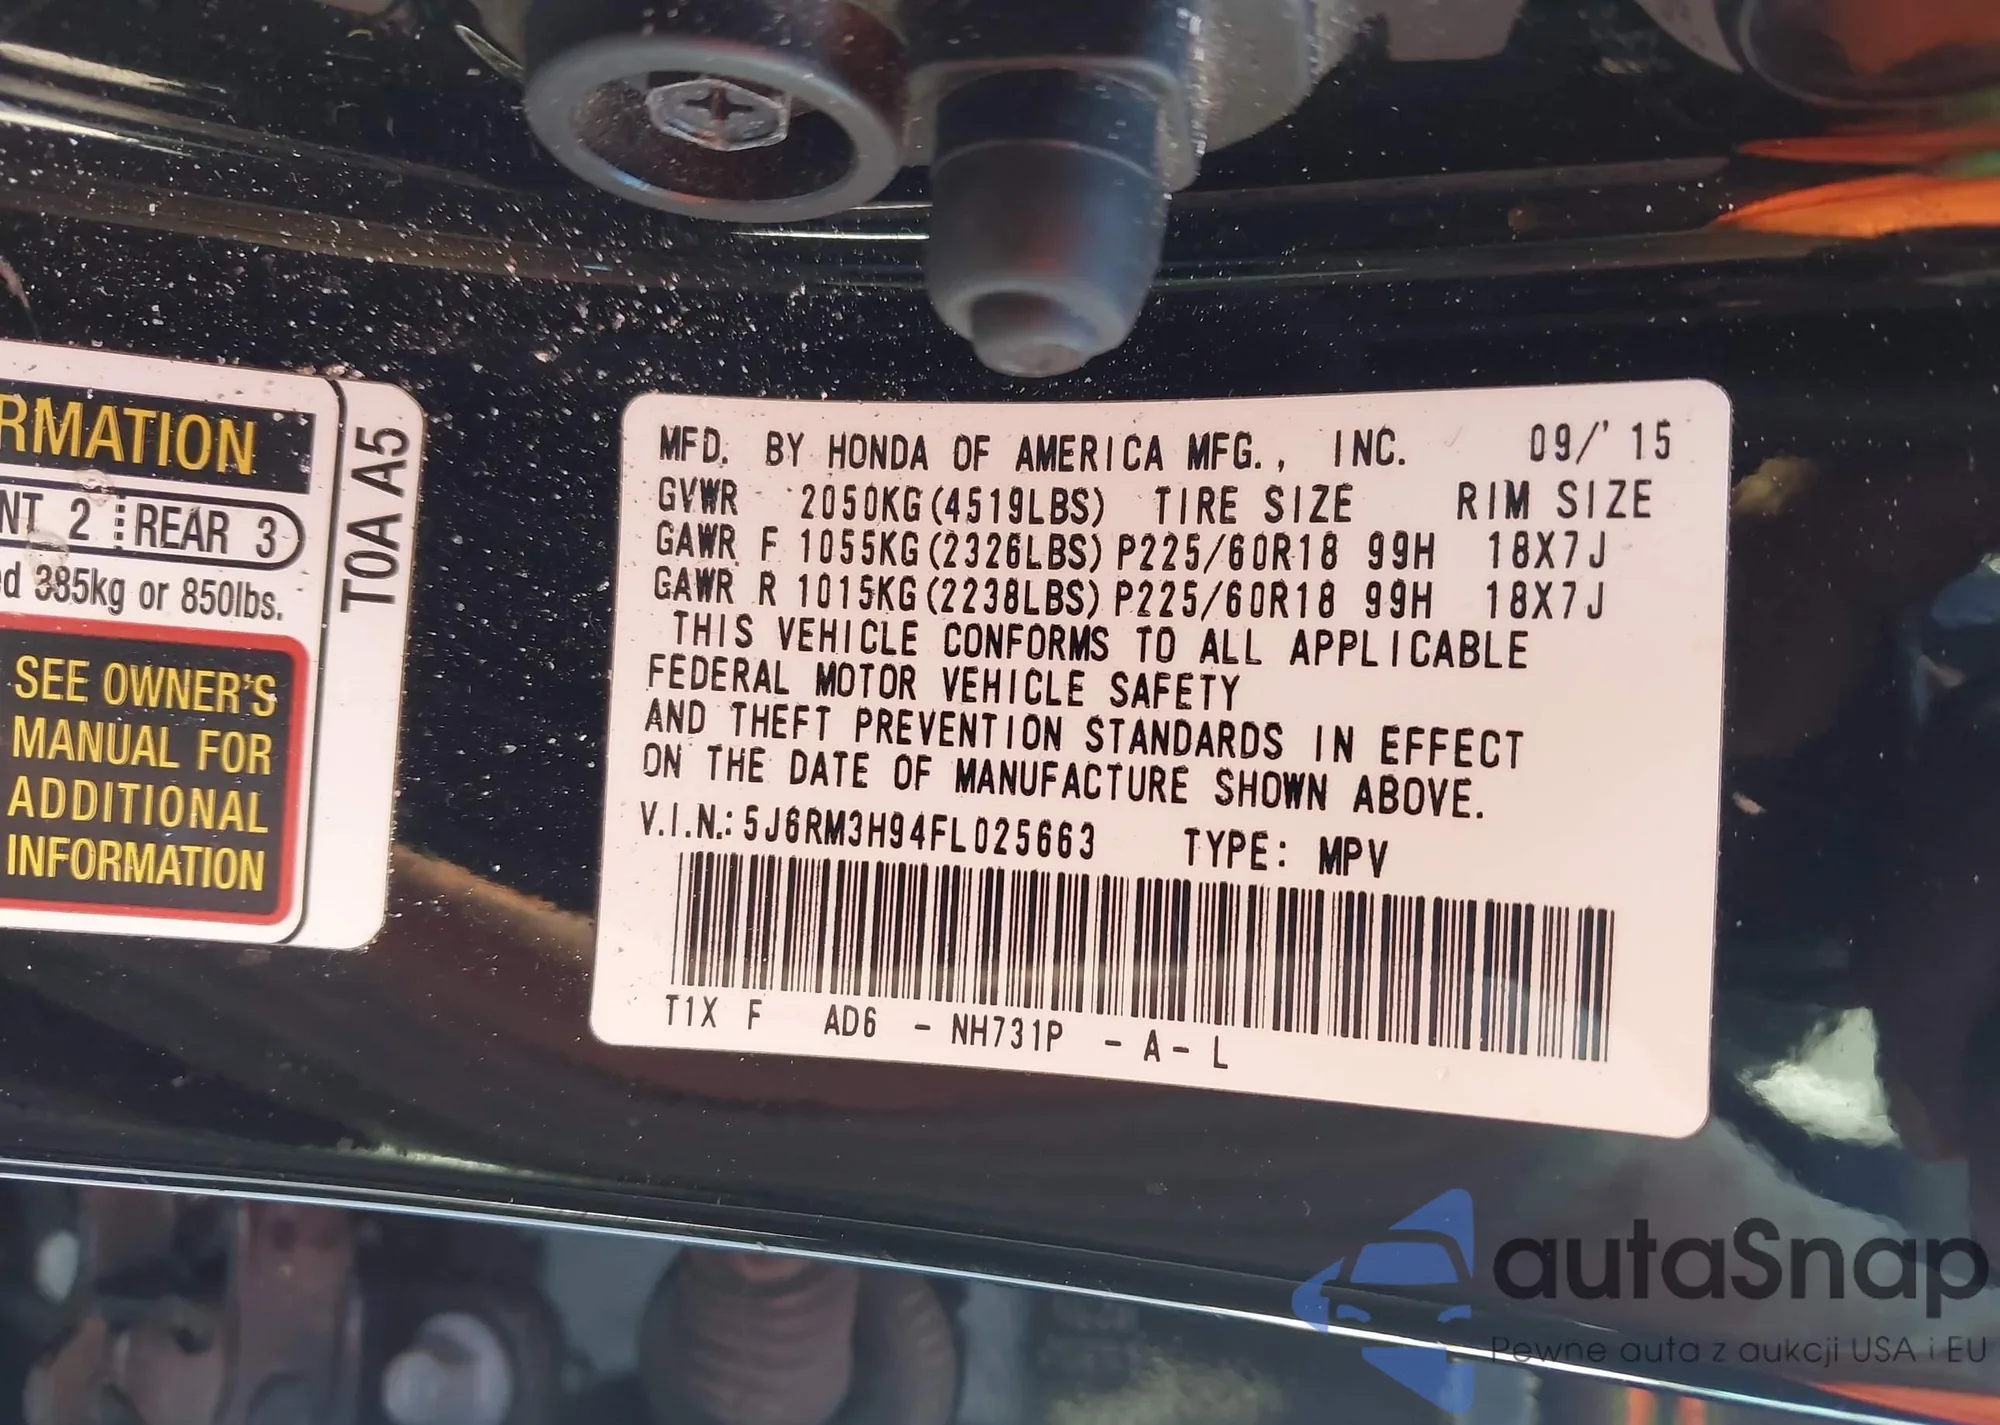 RMATION
NT 2 REAR 3
ed 385kg or 850lbs.
SEE OWNER'S
MANUAL FOR
ADDITIONAL
INFORMATION
T0A A5
MFD. BY HONDA OF AMERICA MFG., INC. 09/'15
GVWR 2050KG(4519LBS) TIRE SIZE RIM SIZE
GAWR F 1055KG(2326LBS) P225/60R18 99H 18X7J
GAWR R 1015KG(2238LBS) P225/60R18 99H 18X7J
THIS VEHICLE CONFORMS TO ALL APPLICABLE
FEDERAL MOTOR VEHICLE SAFETY
AND THEFT PREVENTION STANDARDS IN EFFECT
ON THE DATE OF MANUFACTURE SHOWN ABOVE.
V.I.N.: 5J6RM3H94FL025663 TYPE: MPV
T1X F AD6 - NH731P - A - L
autaSnap
Pewne auta z aukcji USA i EU